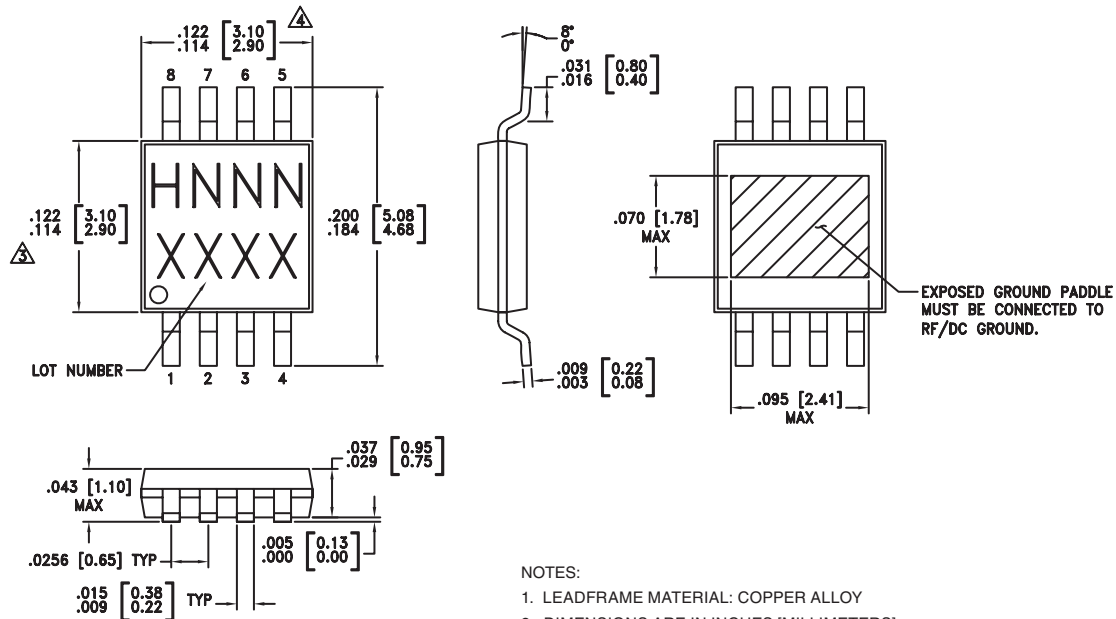 .122 [3.10]
.114 [2.90]
4
8 7 6 5
HNNN
XXXX
.122 [3.10]
.114 [2.90]
3
.200 [5.08]
.184 [4.68]
LOT NUMBER
1 2 3 4
8°
0°
.031 [0.80]
.016 [0.40]
.009 [0.22]
.003 [0.08]
.070 [1.78]
MAX
EXPOSED GROUND PADDLE
MUST BE CONNECTED TO
RF/DC GROUND.
.095 [2.41]
MAX
.037 [0.95]
.029 [0.75]
.043 [1.10]
MAX
.005 [0.13]
.000 [0.00]
.0256 [0.65] TYP
.015 [0.38]
.009 [0.22] TYP
NOTES:
1. LEADFRAME MATERIAL: COPPER ALLOY